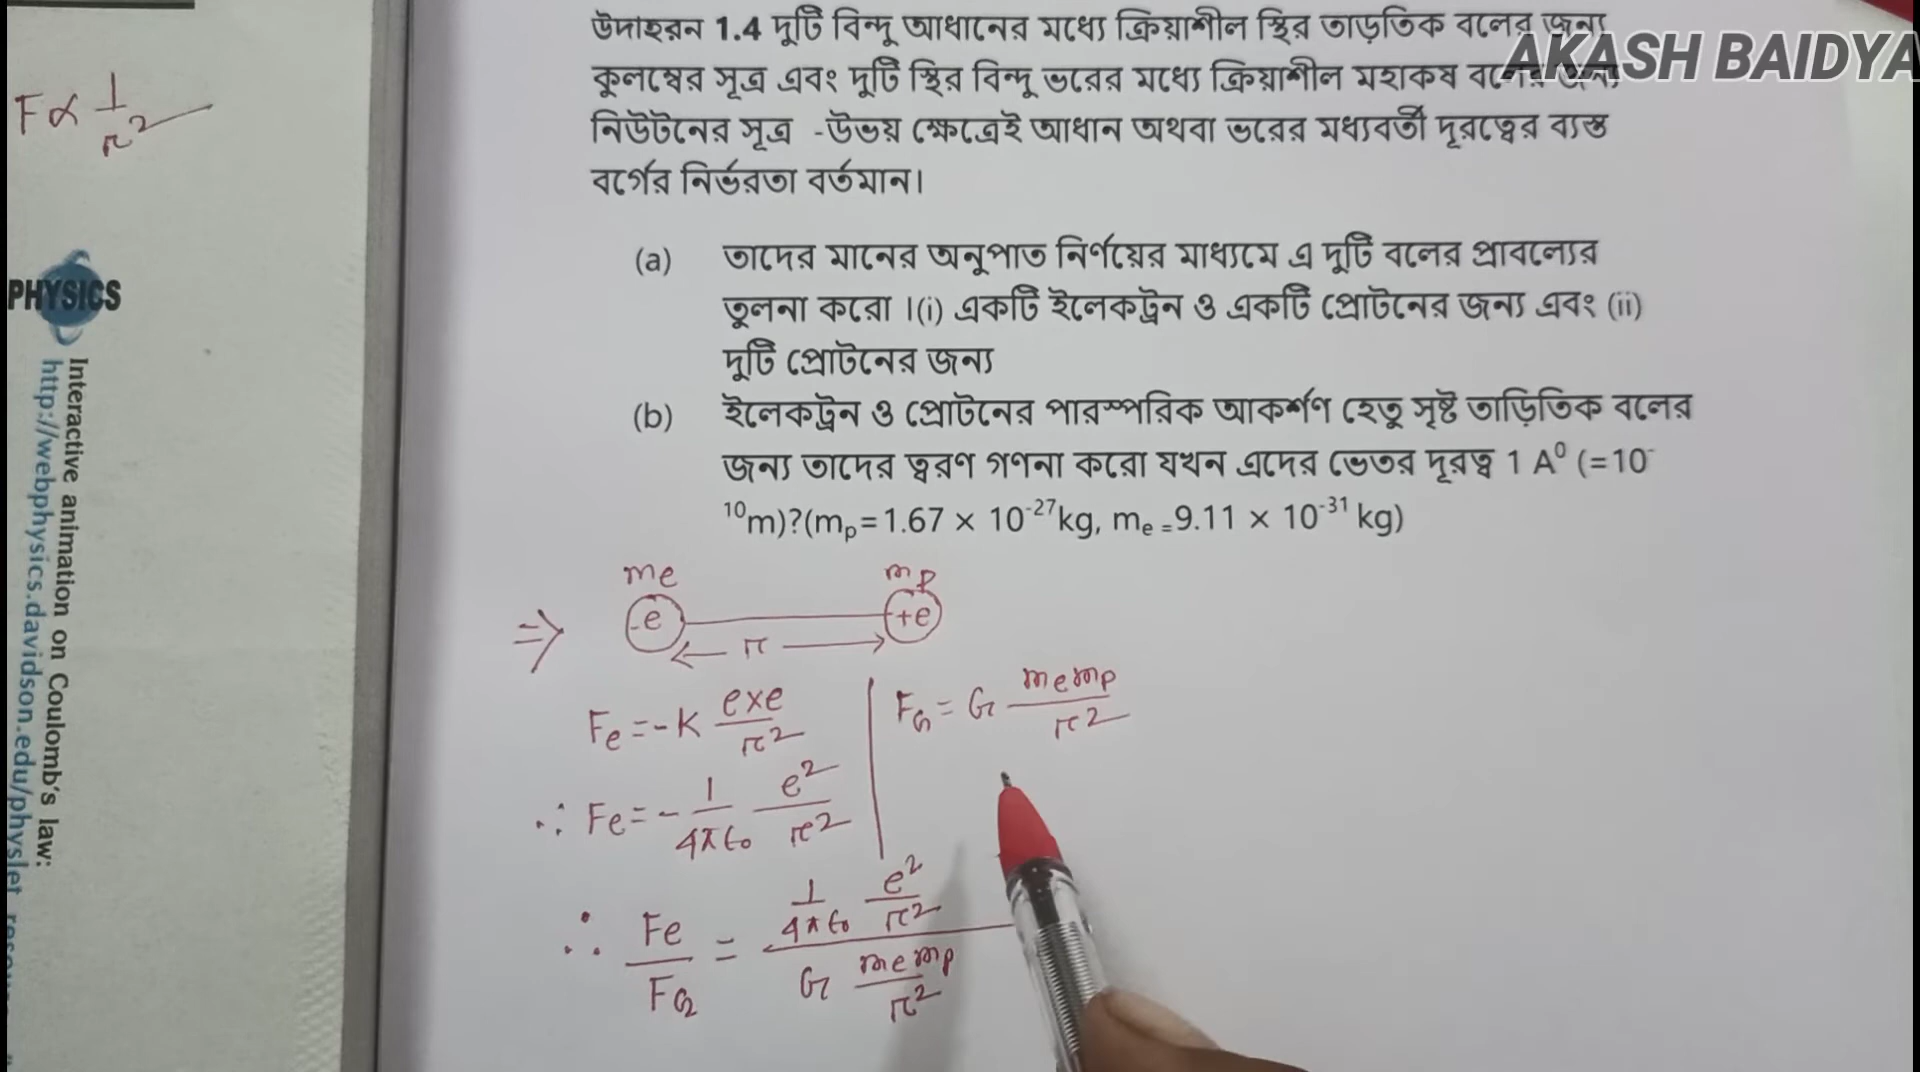 AKASH BAIDYA
উদাহরন 1.4 দুটি বিন্দু আধানের মধ্যে ক্রিয়াশীল স্থির তাড়তিক বলের জন্য
কুলম্বের সূত্র এবং দুটি স্থির বিন্দু ভরের মধ্যে ক্রিয়াশীল মহাকষ বলের জন্য
নিউটনের সূত্র -উভয় ক্ষেত্রেই আধান অথবা ভরের মধ্যবর্তী দূরত্বের ব্যস্ত
বর্গের নির্ভরতা বর্তমান।
(a) তাদের মানের অনুপাত নির্ণয়ের মাধ্যমে এ দুটি বলের প্রাবল্যের
তুলনা করো ।(i) একটি ইলেকট্রন ও একটি প্রোটনের জন্য এবং (ii)
দুটি প্রোটনের জন্য
(b) ইলেকট্রন ও প্রোটনের পারস্পরিক আকর্শণ হেতু সৃষ্ট তাড়িতিক বলের
জন্য তাদের ত্বরণ গণনা করো যখন এদের ভেতর দূরত্ব 1 A⁰ (=10⁻
¹⁰m)?(mₚ=1.67 × 10⁻²⁷kg, mₑ =9.11 × 10⁻³¹ kg)
F ∝ 1/r²
PHYSICS
Interactive animation on Coulomb's law:
http://webphysics.davidson.edu/physlet
me mp
⇒ -e +e
r
Fe = -K e×e/r²
FG = G memp/r²
∴ Fe = - 1/4πε₀ e²/r²
∴ Fe/FG = 1/4πε₀ e²/r² / G memp/r²